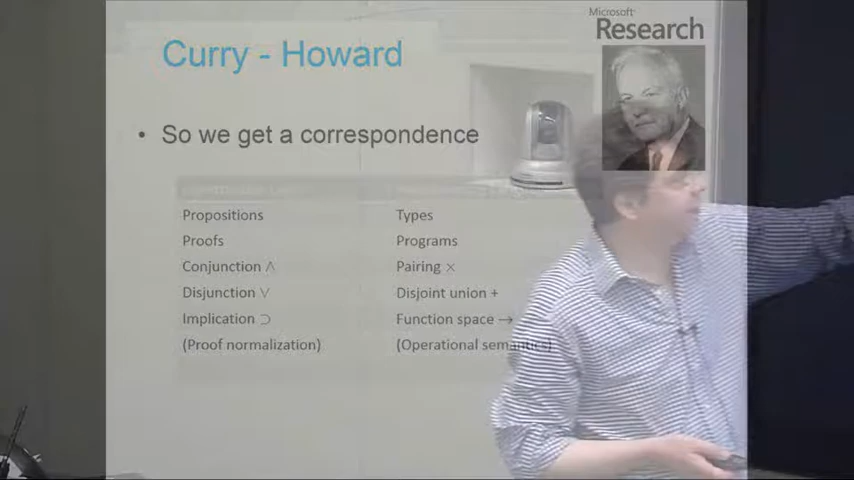 Microsoft
Research
Curry - Howard
• So we get a correspondence
Propositions Types
Proofs Programs
Conjunction ∧ Pairing ×
Disjunction ∨ Disjoint union +
Implication ⊃ Function space →
(Proof normalization) (Operational semantics)